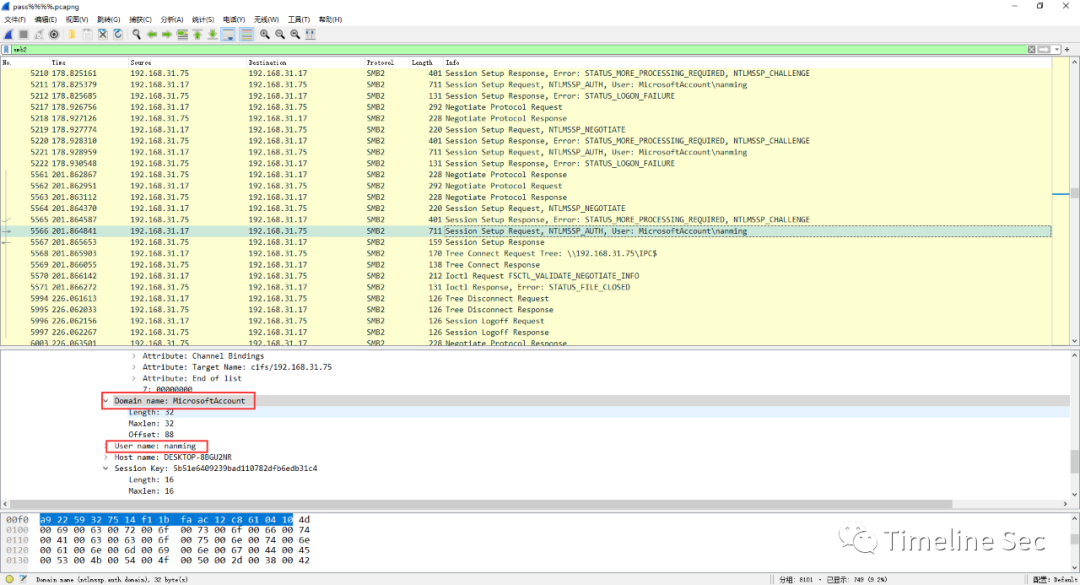 pass%%%%.pcapng
文件(F) 编辑(E) 视图(V) 跳转(G) 捕获(C) 分析(A) 统计(S) 电话(Y) 无线(W) 工具(T) 帮助(H)
smb2
No. Time Source Destination Protocol Length Info
5210 178.825161 192.168.31.75 192.168.31.17 SMB2 401 Session Setup Response, Error: STATUS_MORE_PROCESSING_REQUIRED, NTLMSSP_CHALLENGE
5211 178.825379 192.168.31.17 192.168.31.75 SMB2 711 Session Setup Request, NTLMSSP_AUTH, User: MicrosoftAccount\nanming
5212 178.825685 192.168.31.75 192.168.31.17 SMB2 131 Session Setup Response, Error: STATUS_LOGON_FAILURE
5217 178.926756 192.168.31.17 192.168.31.75 SMB2 292 Negotiate Protocol Request
5218 178.927126 192.168.31.75 192.168.31.17 SMB2 228 Negotiate Protocol Response
5219 178.927774 192.168.31.17 192.168.31.75 SMB2 220 Session Setup Request, NTLMSSP_NEGOTIATE
5220 178.928310 192.168.31.75 192.168.31.17 SMB2 401 Session Setup Response, Error: STATUS_MORE_PROCESSING_REQUIRED, NTLMSSP_CHALLENGE
5221 178.928959 192.168.31.17 192.168.31.75 SMB2 711 Session Setup Request, NTLMSSP_AUTH, User: MicrosoftAccount\nanming
5222 178.930548 192.168.31.75 192.168.31.17 SMB2 131 Session Setup Response, Error: STATUS_LOGON_FAILURE
5561 201.862867 192.168.31.75 192.168.31.17 SMB2 228 Negotiate Protocol Response
5562 201.862951 192.168.31.17 192.168.31.75 SMB2 292 Negotiate Protocol Request
5563 201.863112 192.168.31.75 192.168.31.17 SMB2 228 Negotiate Protocol Response
5564 201.864370 192.168.31.17 192.168.31.75 SMB2 220 Session Setup Request, NTLMSSP_NEGOTIATE
5565 201.864587 192.168.31.75 192.168.31.17 SMB2 401 Session Setup Response, Error: STATUS_MORE_PROCESSING_REQUIRED, NTLMSSP_CHALLENGE
5566 201.864841 192.168.31.17 192.168.31.75 SMB2 711 Session Setup Request, NTLMSSP_AUTH, User: MicrosoftAccount\nanming
5567 201.865653 192.168.31.75 192.168.31.17 SMB2 159 Session Setup Response
5568 201.865903 192.168.31.17 192.168.31.75 SMB2 170 Tree Connect Request Tree: \\192.168.31.75\IPC$
5569 201.866055 192.168.31.75 192.168.31.17 SMB2 138 Tree Connect Response
5570 201.866142 192.168.31.17 192.168.31.75 SMB2 212 Ioctl Request FSCTL_VALIDATE_NEGOTIATE_INFO
5571 201.866272 192.168.31.75 192.168.31.17 SMB2 131 Ioctl Response, Error: STATUS_FILE_CLOSED
5994 226.061613 192.168.31.17 192.168.31.75 SMB2 126 Tree Disconnect Request
5995 226.062033 192.168.31.75 192.168.31.17 SMB2 126 Tree Disconnect Response
5996 226.062156 192.168.31.17 192.168.31.75 SMB2 126 Session Logoff Request
5997 226.062267 192.168.31.75 192.168.31.17 SMB2 126 Session Logoff Response
6003 226.063501 192.168.31.75 192.168.31.17 SMB2 228 Negotiate Protocol Response
Attribute: Channel Bindings
Attribute: Target Name: cifs/192.168.31.75
Attribute: End of list
Z: 00000000
Domain name: MicrosoftAccount
Length: 32
Maxlen: 32
Offset: 88
User name: nanming
Host name: DESKTOP-8BGU2NR
Session Key: 5b51e6409239bad110782dfb6edb31c4
Length: 16
Maxlen: 16
00f0 a9 22 59 32 75 14 f1 1b fa ac 12 c8 61 04 10 4d
0100 00 69 00 63 00 72 00 6f 00 73 00 6f 00 66 00 74
0110 00 41 00 63 00 63 00 6f 00 75 00 6e 00 74 00 6e
0120 00 61 00 6e 00 6d 00 69 00 6e 00 67 00 44 00 45
0130 00 53 00 4b 00 54 00 4f 00 50 00 2d 00 38 00 42
Timeline Sec
Domain name (ntlmssp.auth.domain), 32 byte(s) 分组: 8101 · 已显示: 749 (9.2%) 配置: Default